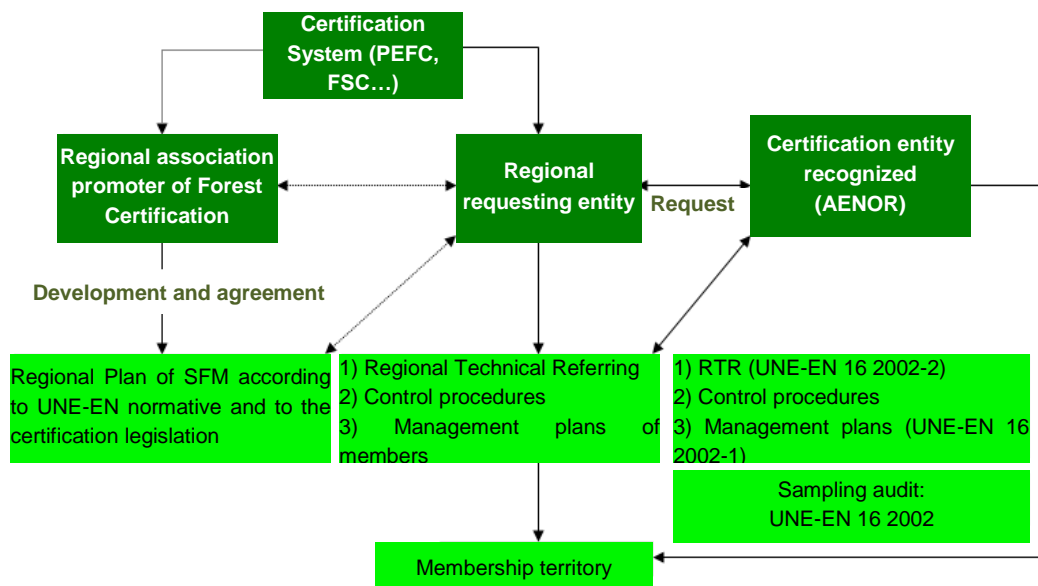 Certification
System (PEFC,
FSC…)
Regional association
promoter of Forest
Certification
Regional
requesting entity
Request
Certification entity
recognized
(AENOR)
Development and agreement
Regional Plan of SFM according
to UNE-EN normative and to the
certification legislation
1) Regional Technical Referring
2) Control procedures
3) Management plans of
members
1) RTR (UNE-EN 16 2002-2)
2) Control procedures
3) Management plans (UNE-EN 16
2002-1)
Sampling audit:
UNE-EN 16 2002
Membership territory